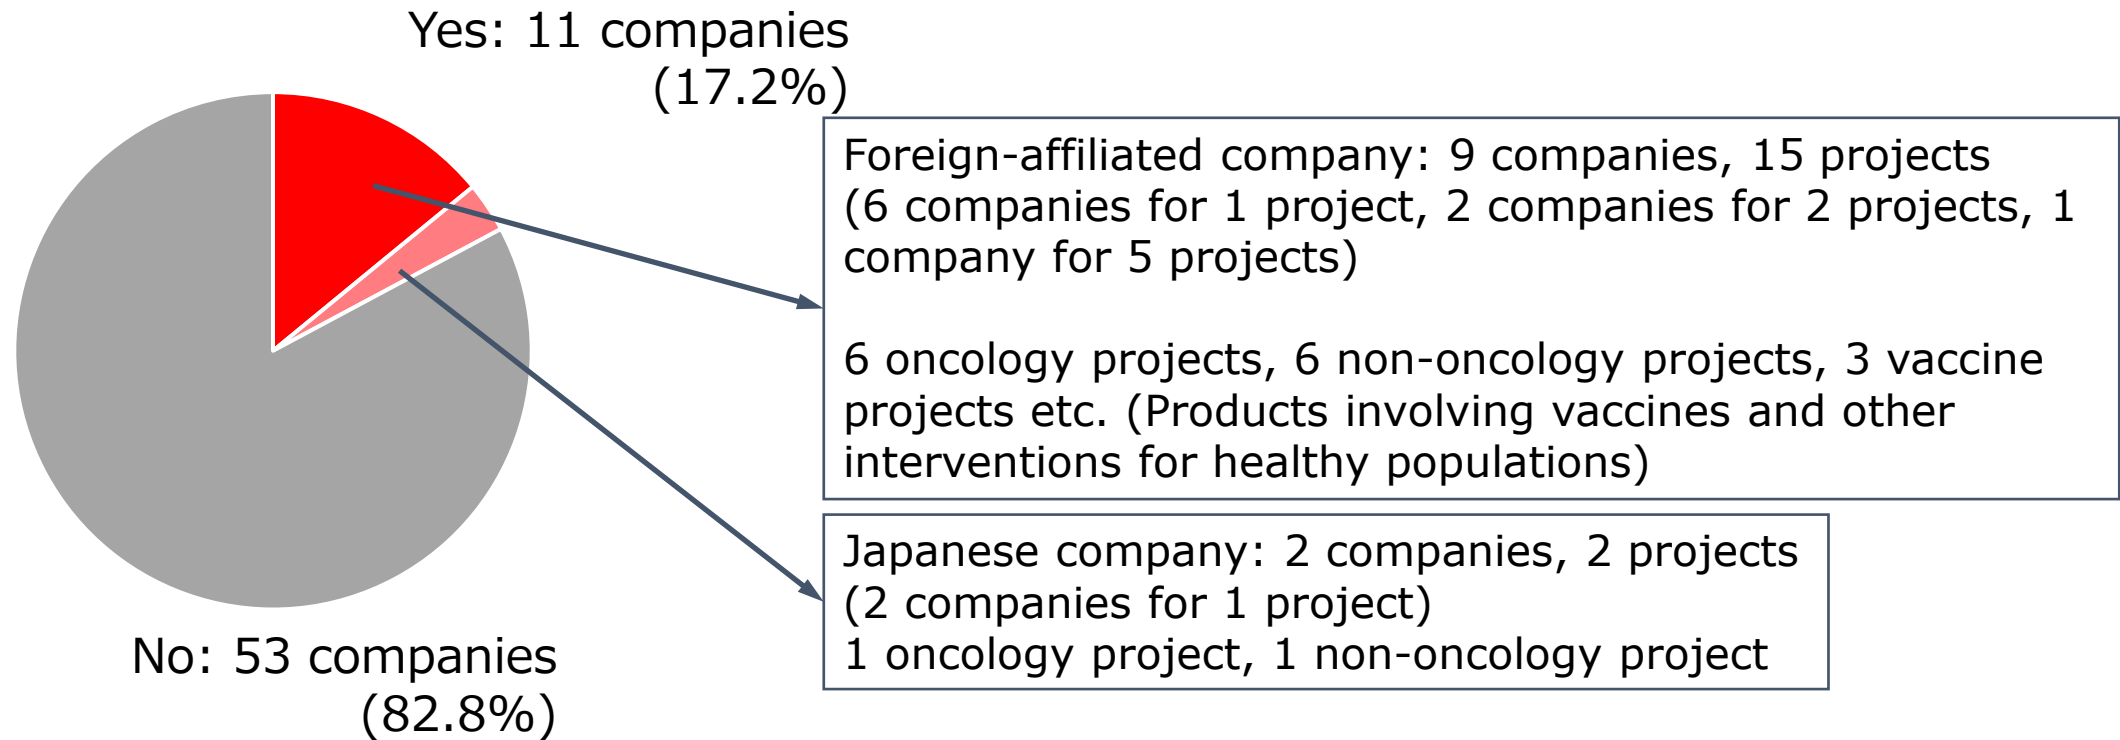 Yes: 11 companies
(17.2%)
Foreign-affiliated company: 9 companies, 15 projects
(6 companies for 1 project, 2 companies for 2 projects, 1
company for 5 projects)
6 oncology projects, 6 non-oncology projects, 3 vaccine
projects etc. (Products involving vaccines and other
interventions for healthy populations)
Japanese company: 2 companies, 2 projects
(2 companies for 1 project)
1 oncology project, 1 non-oncology project
No: 53 companies
(82.8%)